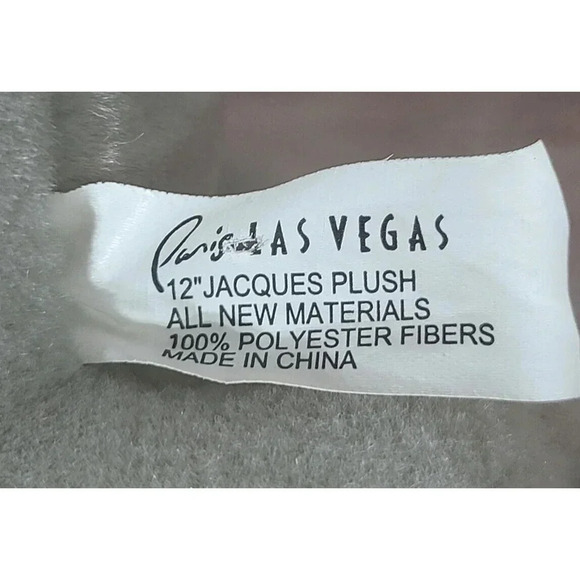 Paris LAS VEGAS
12"JACQUES PLUSH
ALL NEW MATERIALS
100% POLYESTER FIBERS
MADE IN CHINA